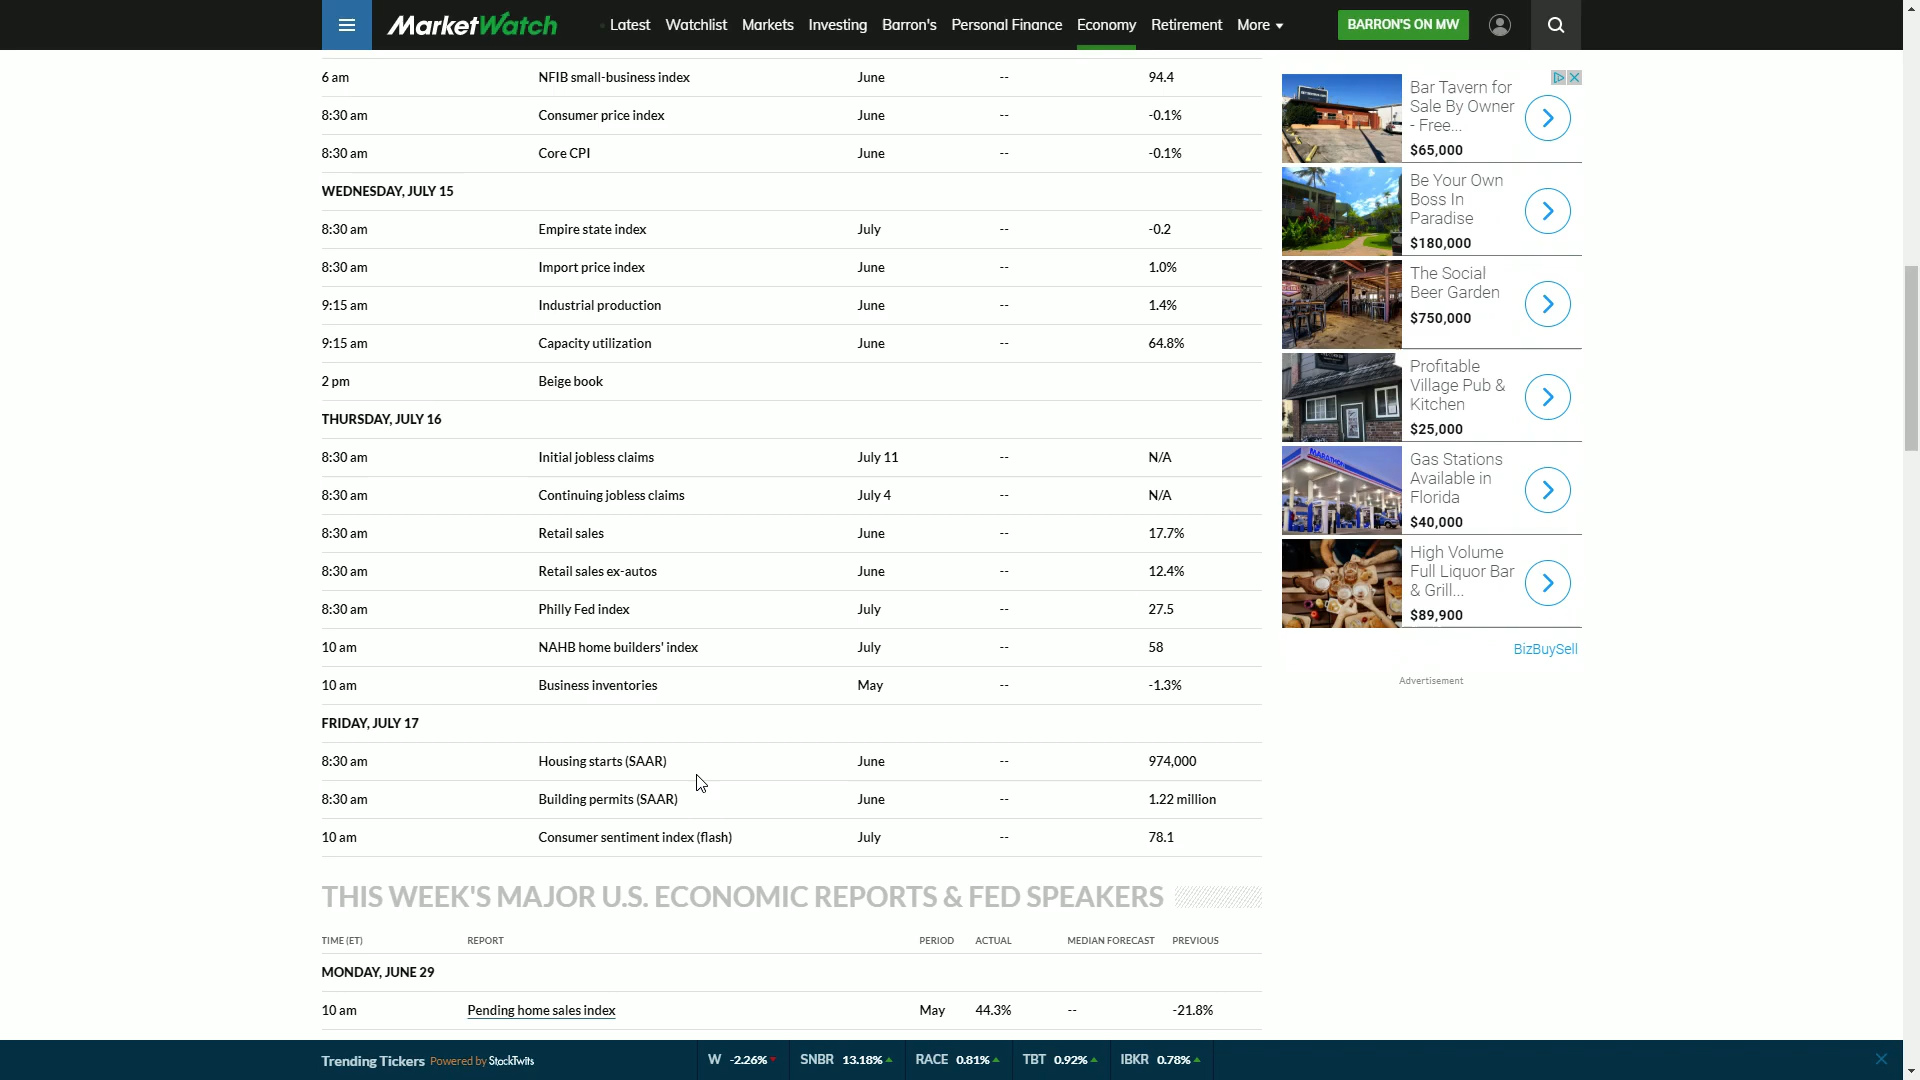 MarketWatch
Latest Watchlist Markets Investing Barron's Personal Finance Economy Retirement More
BARRON'S ON MW
6 am NFIB small-business index June -- 94.4
8:30 am Consumer price index June -- -0.1%
8:30 am Core CPI June -- -0.1%
WEDNESDAY, JULY 15
8:30 am Empire state index July -- -0.2
8:30 am Import price index June -- 1.0%
9:15 am Industrial production June -- 1.4%
9:15 am Capacity utilization June -- 64.8%
2 pm Beige book
THURSDAY, JULY 16
8:30 am Initial jobless claims July 11 -- N/A
8:30 am Continuing jobless claims July 4 -- N/A
8:30 am Retail sales June -- 17.7%
8:30 am Retail sales ex-autos June -- 12.4%
8:30 am Philly Fed index July -- 27.5
10 am NAHB home builders' index July -- 58
10 am Business inventories May -- -1.3%
FRIDAY, JULY 17
8:30 am Housing starts (SAAR) June -- 974,000
8:30 am Building permits (SAAR) June -- 1.22 million
10 am Consumer sentiment index (flash) July -- 78.1
THIS WEEK'S MAJOR U.S. ECONOMIC REPORTS & FED SPEAKERS
TIME (ET) REPORT PERIOD ACTUAL MEDIAN FORECAST PREVIOUS
MONDAY, JUNE 29
10 am Pending home sales index May 44.3% -- -21.8%
Bar Tavern for
Sale By Owner
- Free...
$65,000
Be Your Own
Boss In
Paradise
$180,000
The Social
Beer Garden
$750,000
Profitable
Village Pub &
Kitchen
$25,000
MARATHON
Gas Stations
Available in
Florida
$40,000
High Volume
Full Liquor Bar
& Grill...
$89,900
BizBuySell
Advertisement
Trending Tickers Powered by StockTwits
W -2.26% SNBR 13.18% RACE 0.81% TBT 0.92% IBKR 0.78%